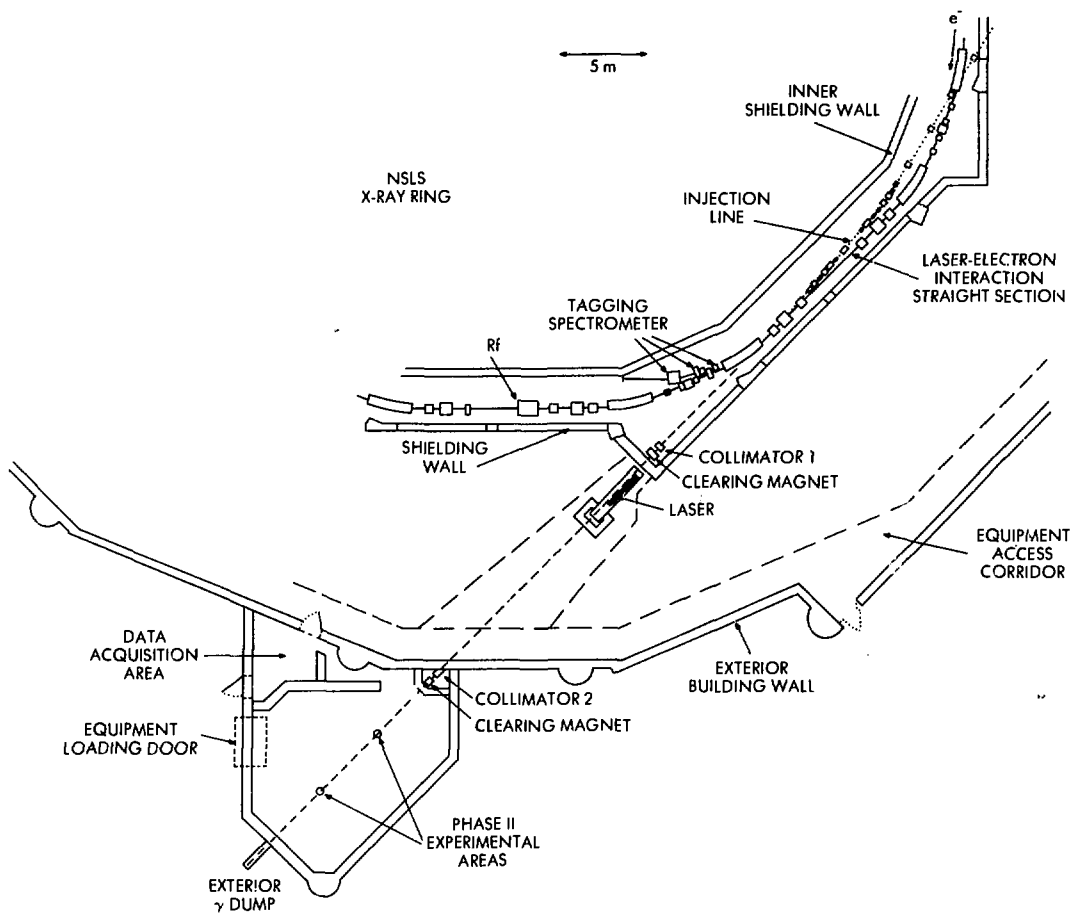 e⁻
5 m
INNER
SHIELDING WALL
NSLS
X-RAY RING
INJECTION
LINE
LASER-ELECTRON
INTERACTION
STRAIGHT SECTION
TAGGING
SPECTROMETER
Rf
SHIELDING
WALL
COLLIMATOR 1
CLEARING MAGNET
LASER
EQUIPMENT
ACCESS
CORRIDOR
DATA
ACQUISITION
AREA
EXTERIOR
BUILDING WALL
COLLIMATOR 2
CLEARING MAGNET
EQUIPMENT
LOADING DOOR
PHASE II
EXPERIMENTAL
AREAS
EXTERIOR
γ DUMP